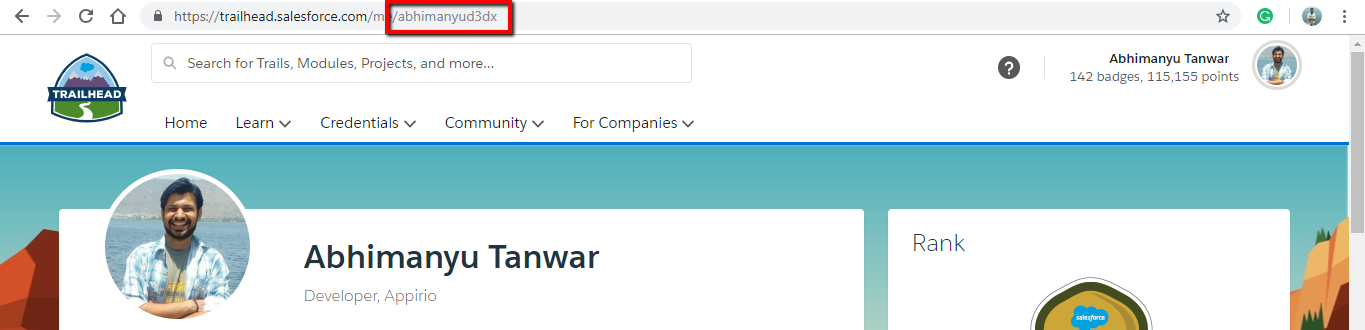 https://trailhead.salesforce.com/me/abhimanyud3dx
TRAILHEAD
Search for Trails, Modules, Projects, and more...
?
Abhimanyu Tanwar
142 badges, 115,155 points
Home Learn Credentials Community For Companies
Abhimanyu Tanwar
Developer, Appirio
Rank
salesforce